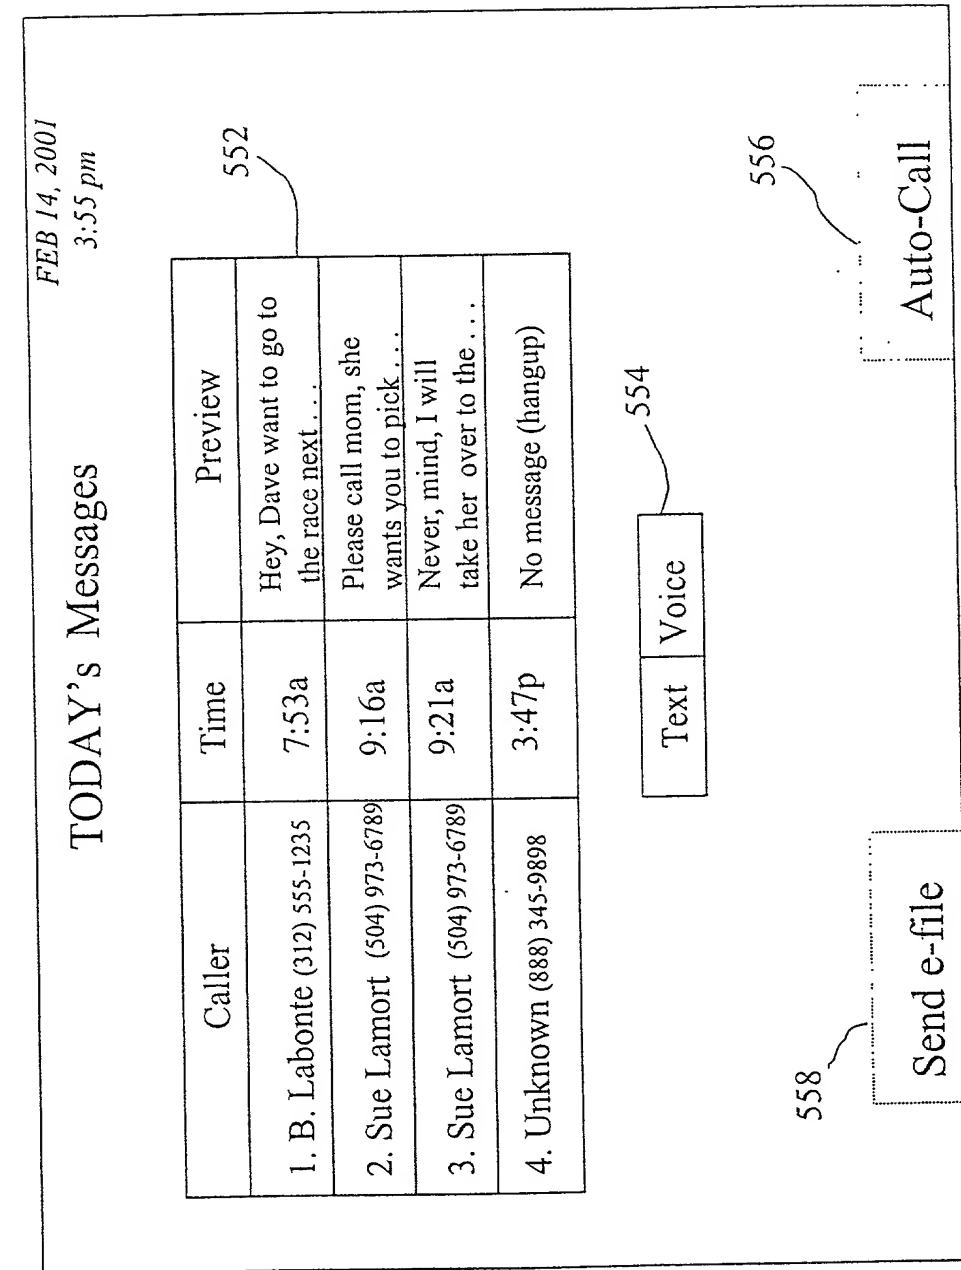 FEB 14, 2001
3:55 pm
TODAY's Messages
552
Caller Time Preview
1. B. Labonte (312) 555-1235 7:53a Hey, Dave want to go to
the race next . . .
2. Sue Lamort (504) 973-6789 9:16a Please call mom, she
wants you to pick . . .
3. Sue Lamort (504) 973-6789 9:21a Never, mind, I will
take her over to the . . .
4. Unknown (888) 345-9898 3:47p No message (hangup)
554
Text Voice
558
556
Send e-file
Auto-Call